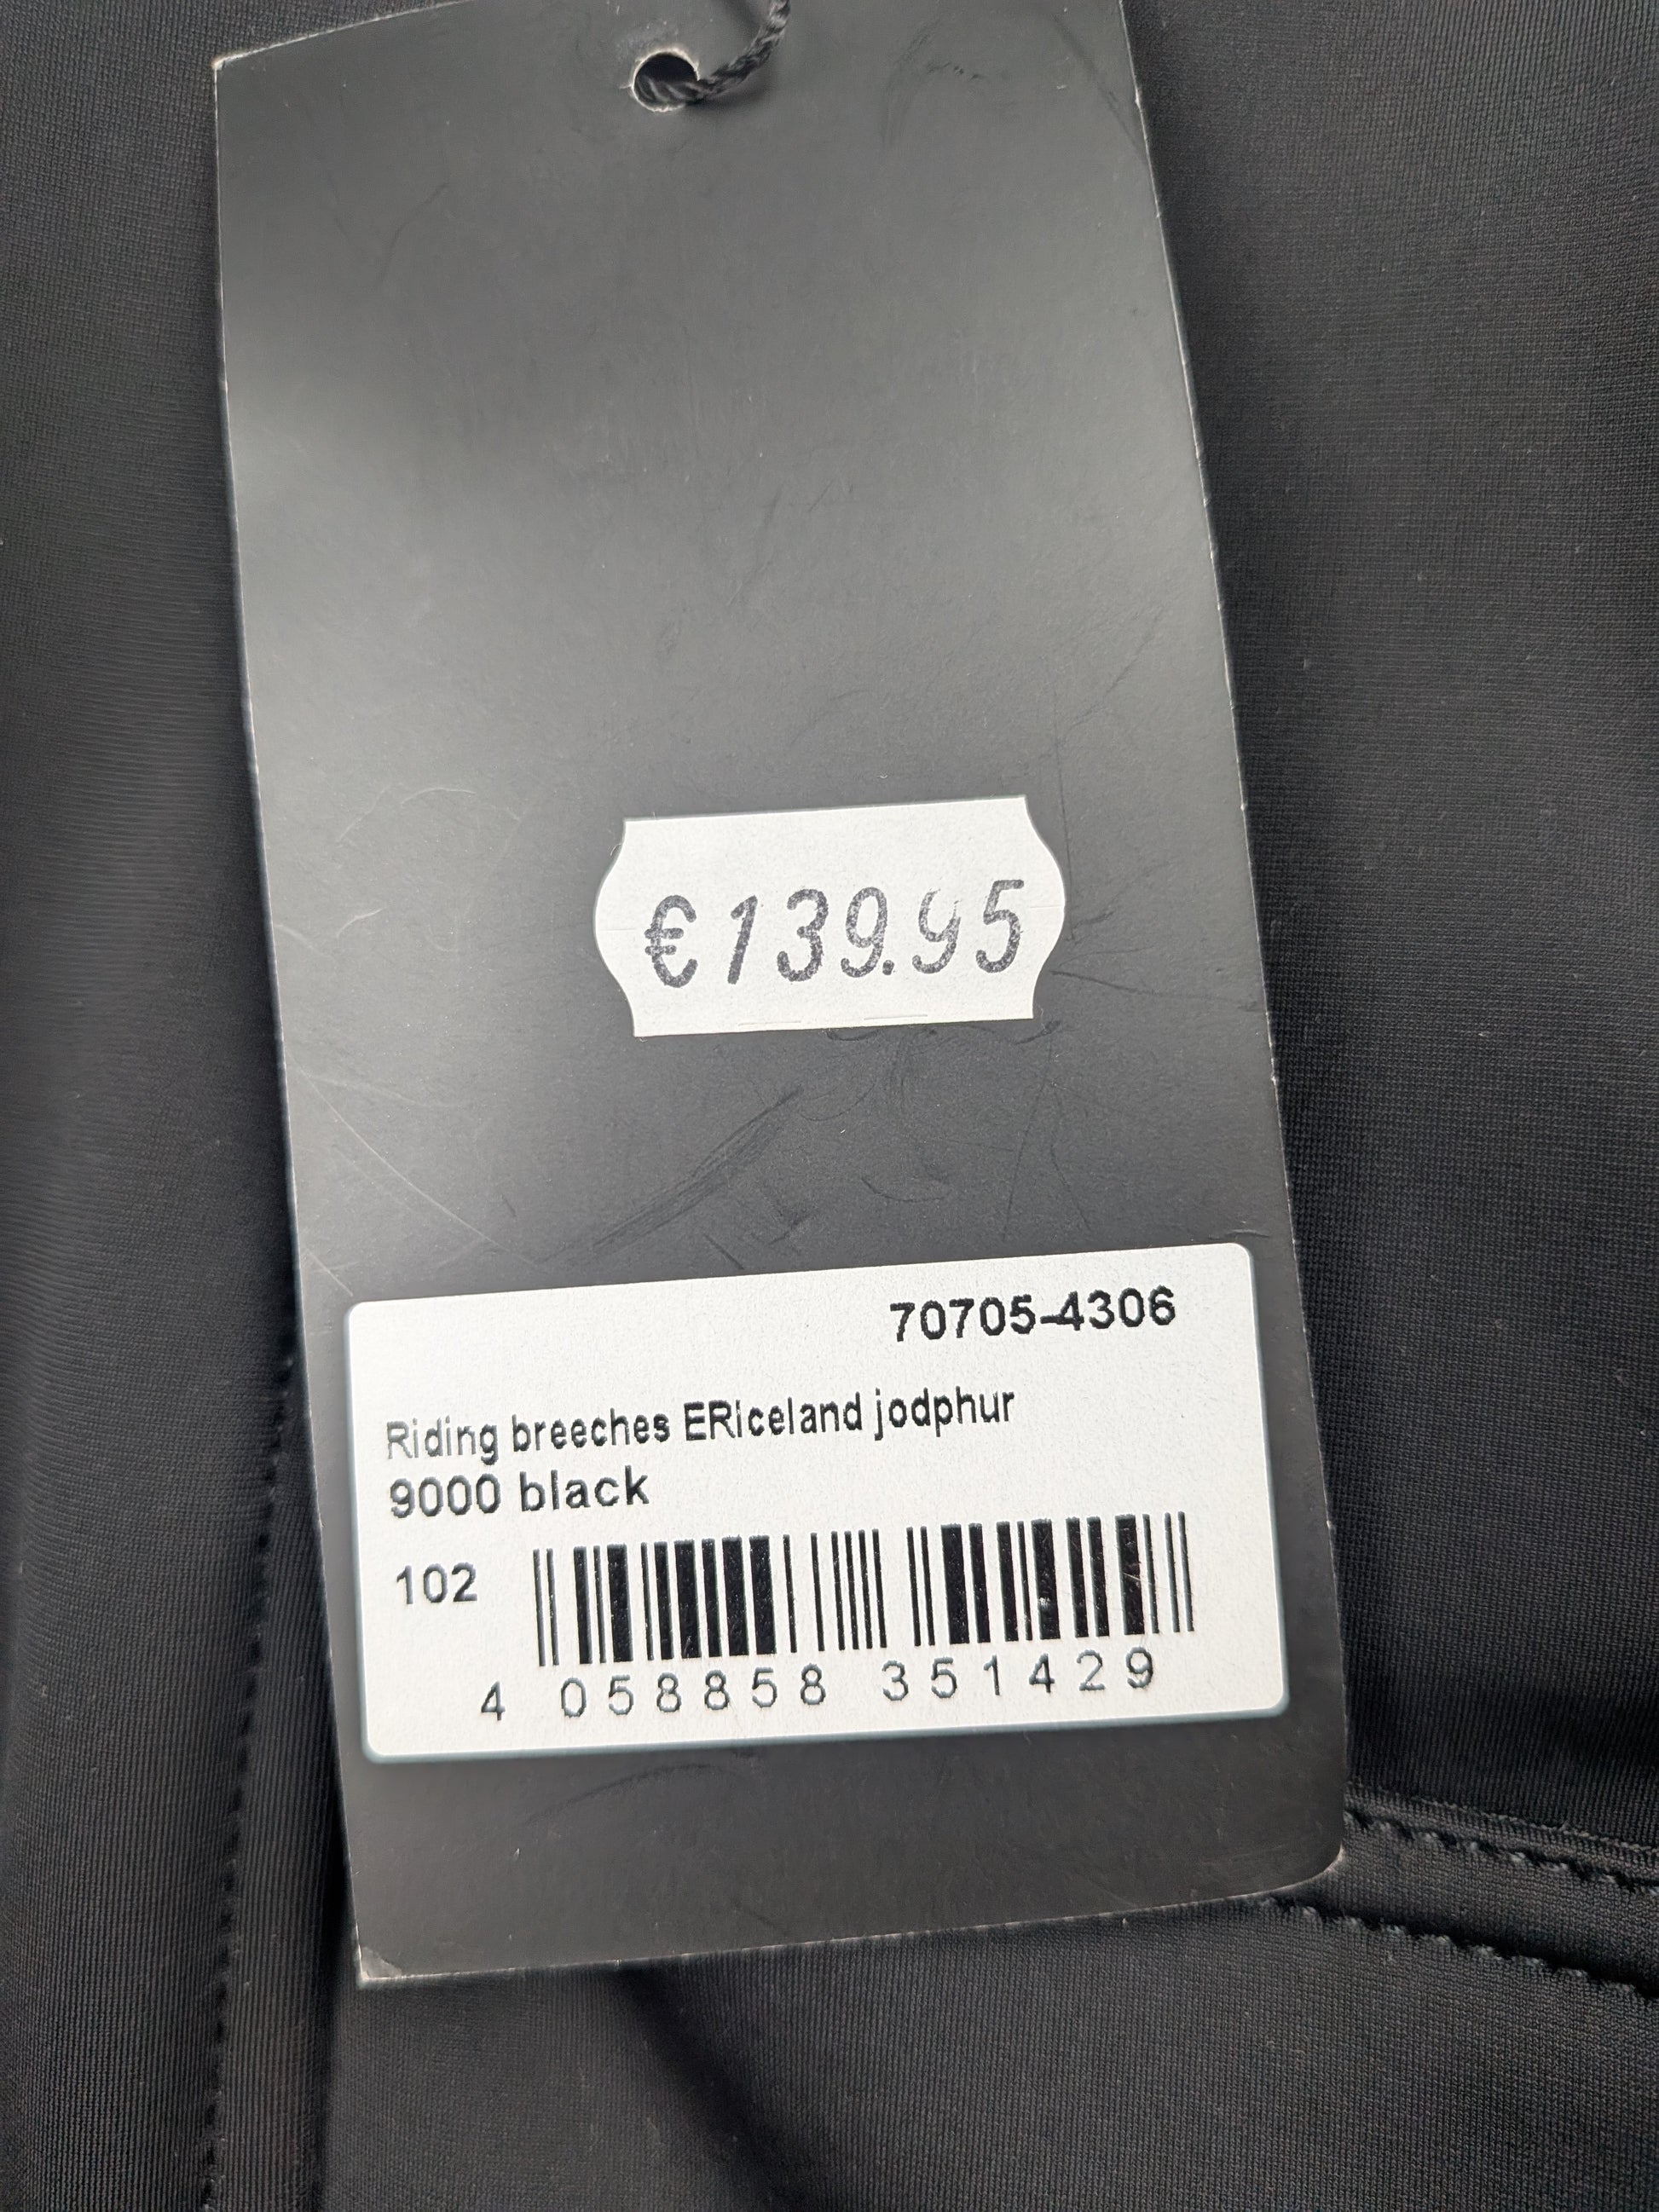 €139.95
70705-4306
Riding breeches ERiceland jodphur
9000 black
102
4 058858 351429